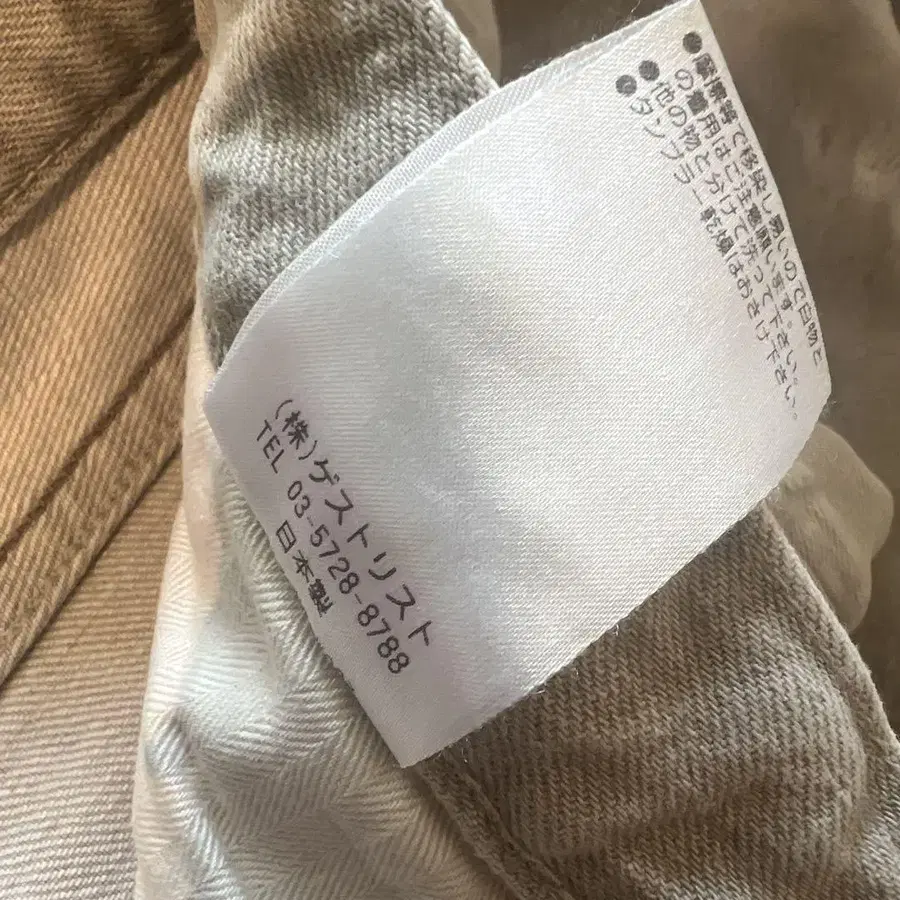 ●摩擦等で移染し易いので白物と
の着用はご注意願います。
●他の物と分けて洗って下さい。
●タンブラー乾燥はおさけ下さい。
(株)ゲストリスト
TEL 03-5728-8788
日本製